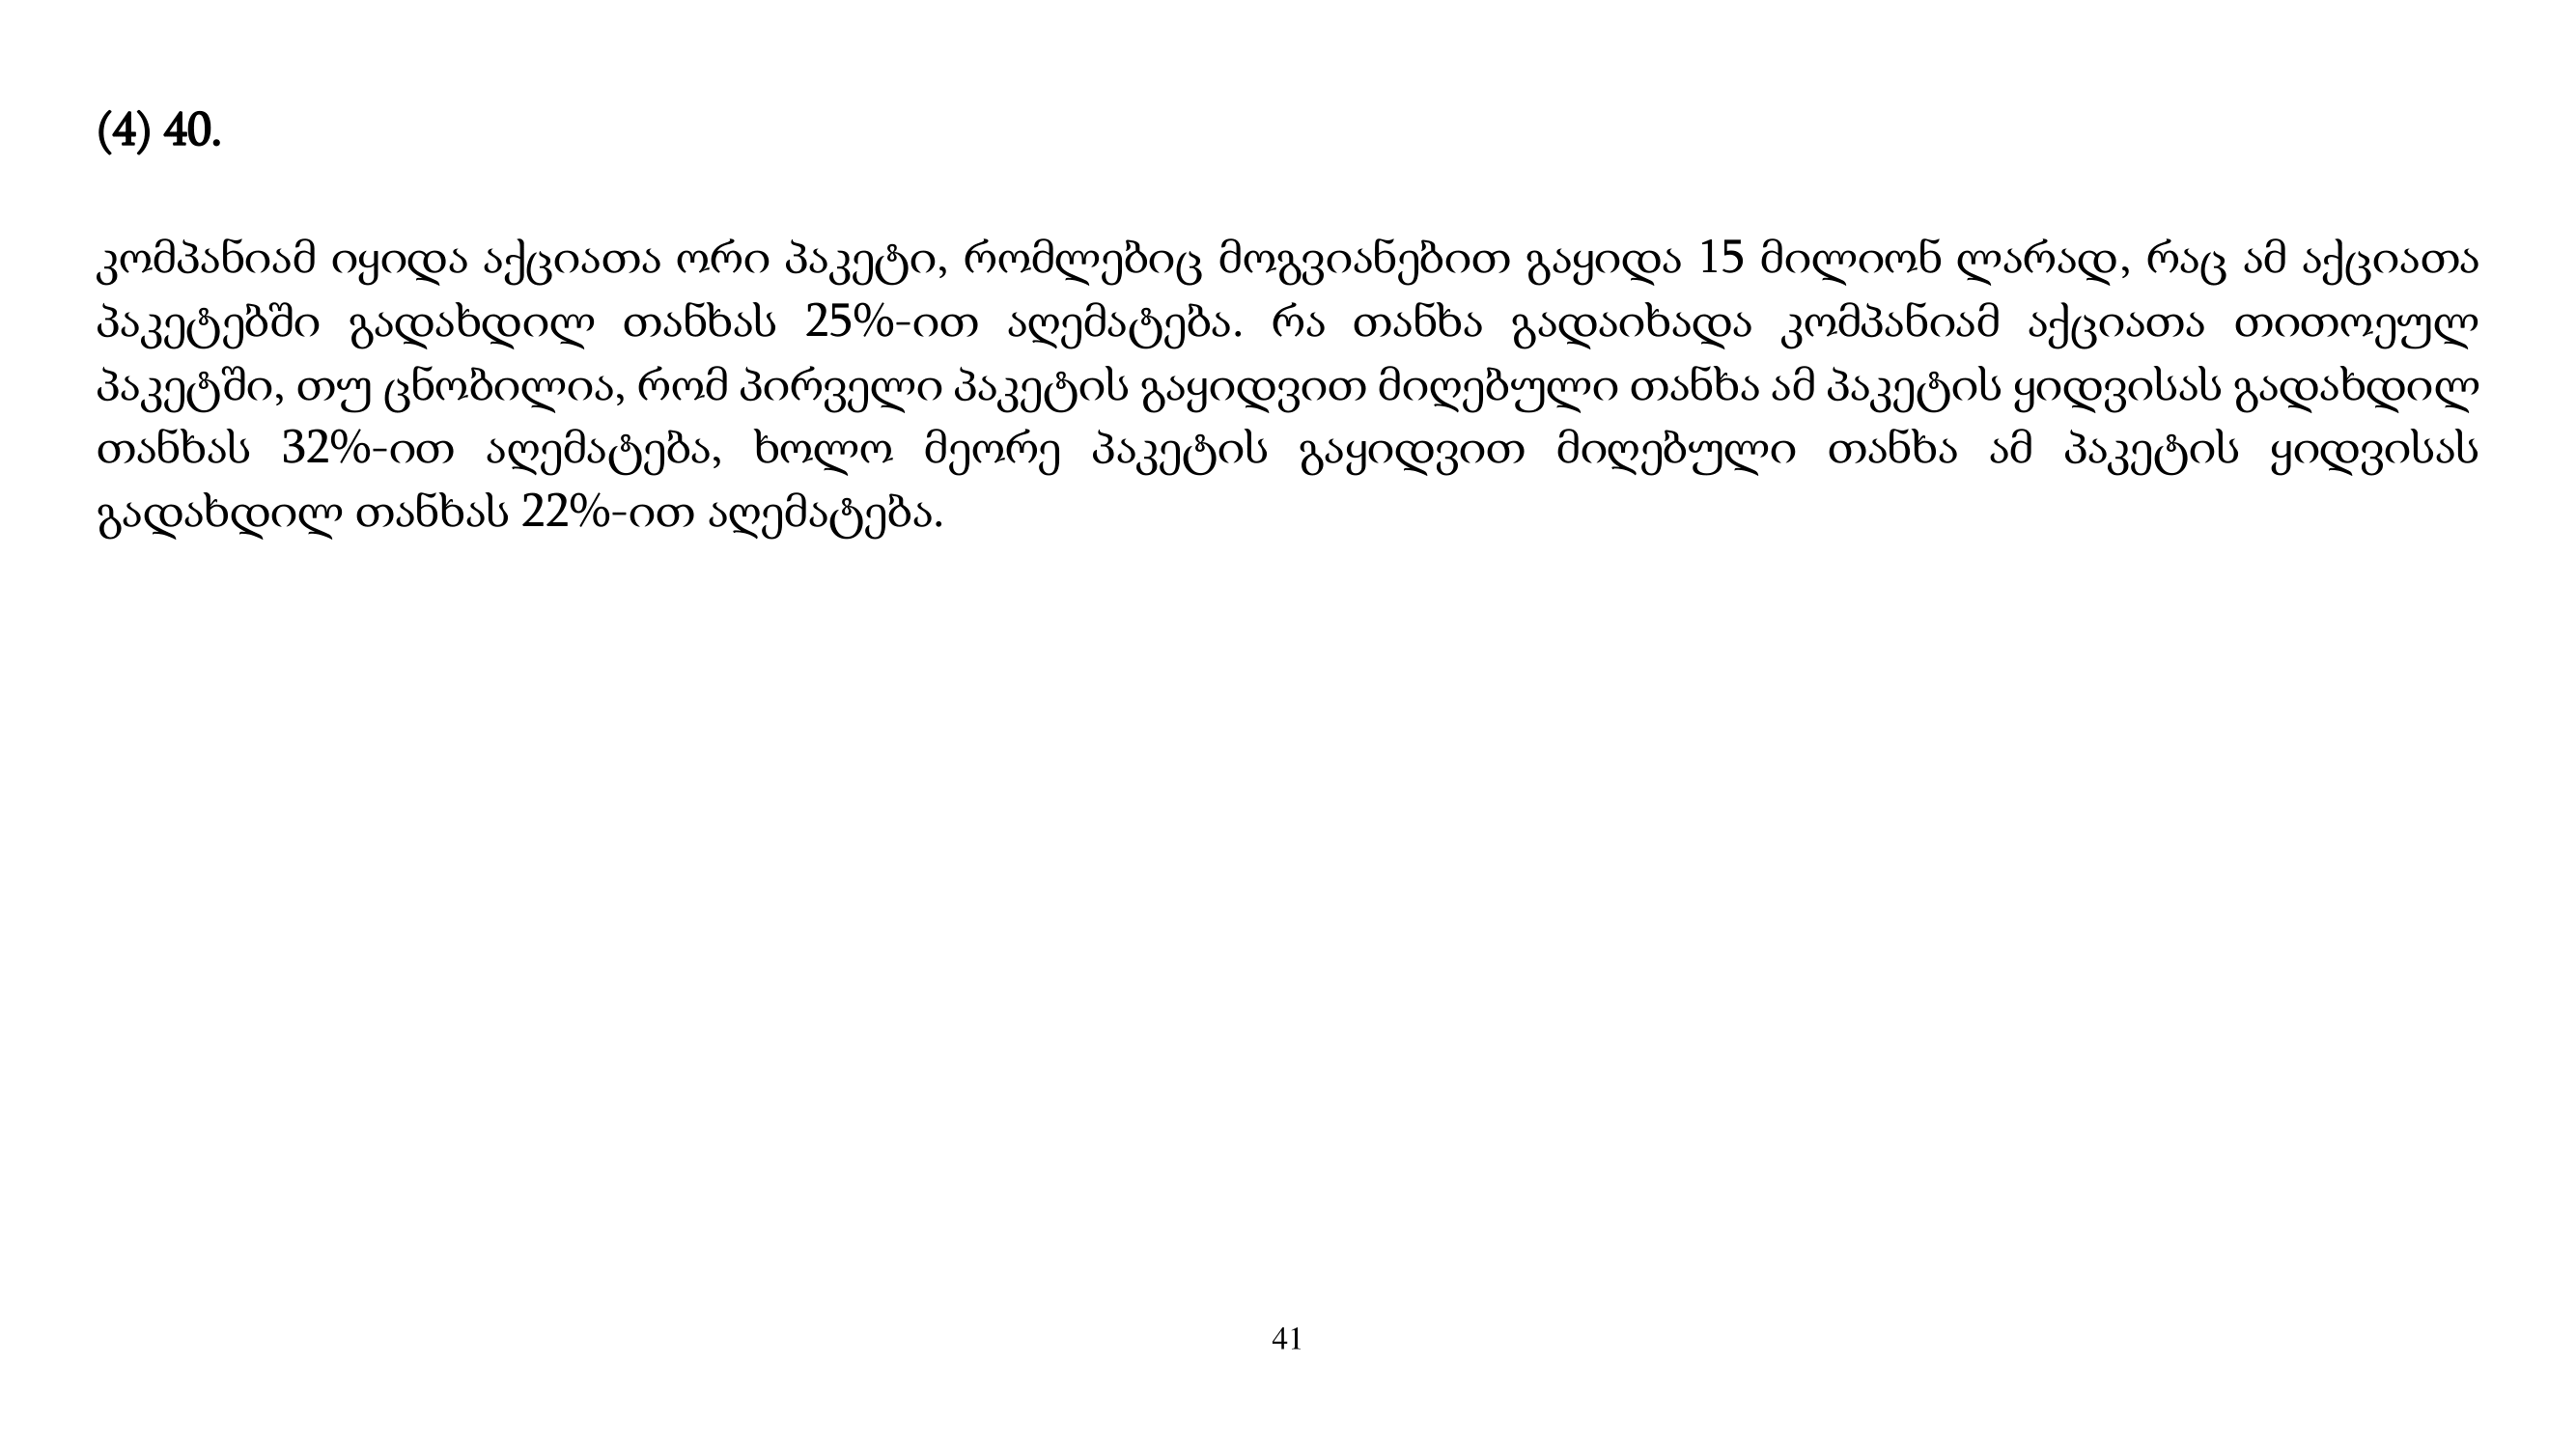 (4) 40.
კომპანიამ იყიდა აქციათა ორი პაკეტი, რომლებიც მოგვიანებით გაყიდა 15 მილიონ ლარად, რაც ამ აქციათა
პაკეტებში გადახდილ თანხას 25%-ით აღემატება. რა თანხა გადაიხადა კომპანიამ აქციათა თითოეულ
პაკეტში, თუ ცნობილია, რომ პირველი პაკეტის გაყიდვით მიღებული თანხა ამ პაკეტის ყიდვისას გადახდილ
თანხას 32%-ით აღემატება, ხოლო მეორე პაკეტის გაყიდვით მიღებული თანხა ამ პაკეტის ყიდვისას
გადახდილ თანხას 22%-ით აღემატება.
41